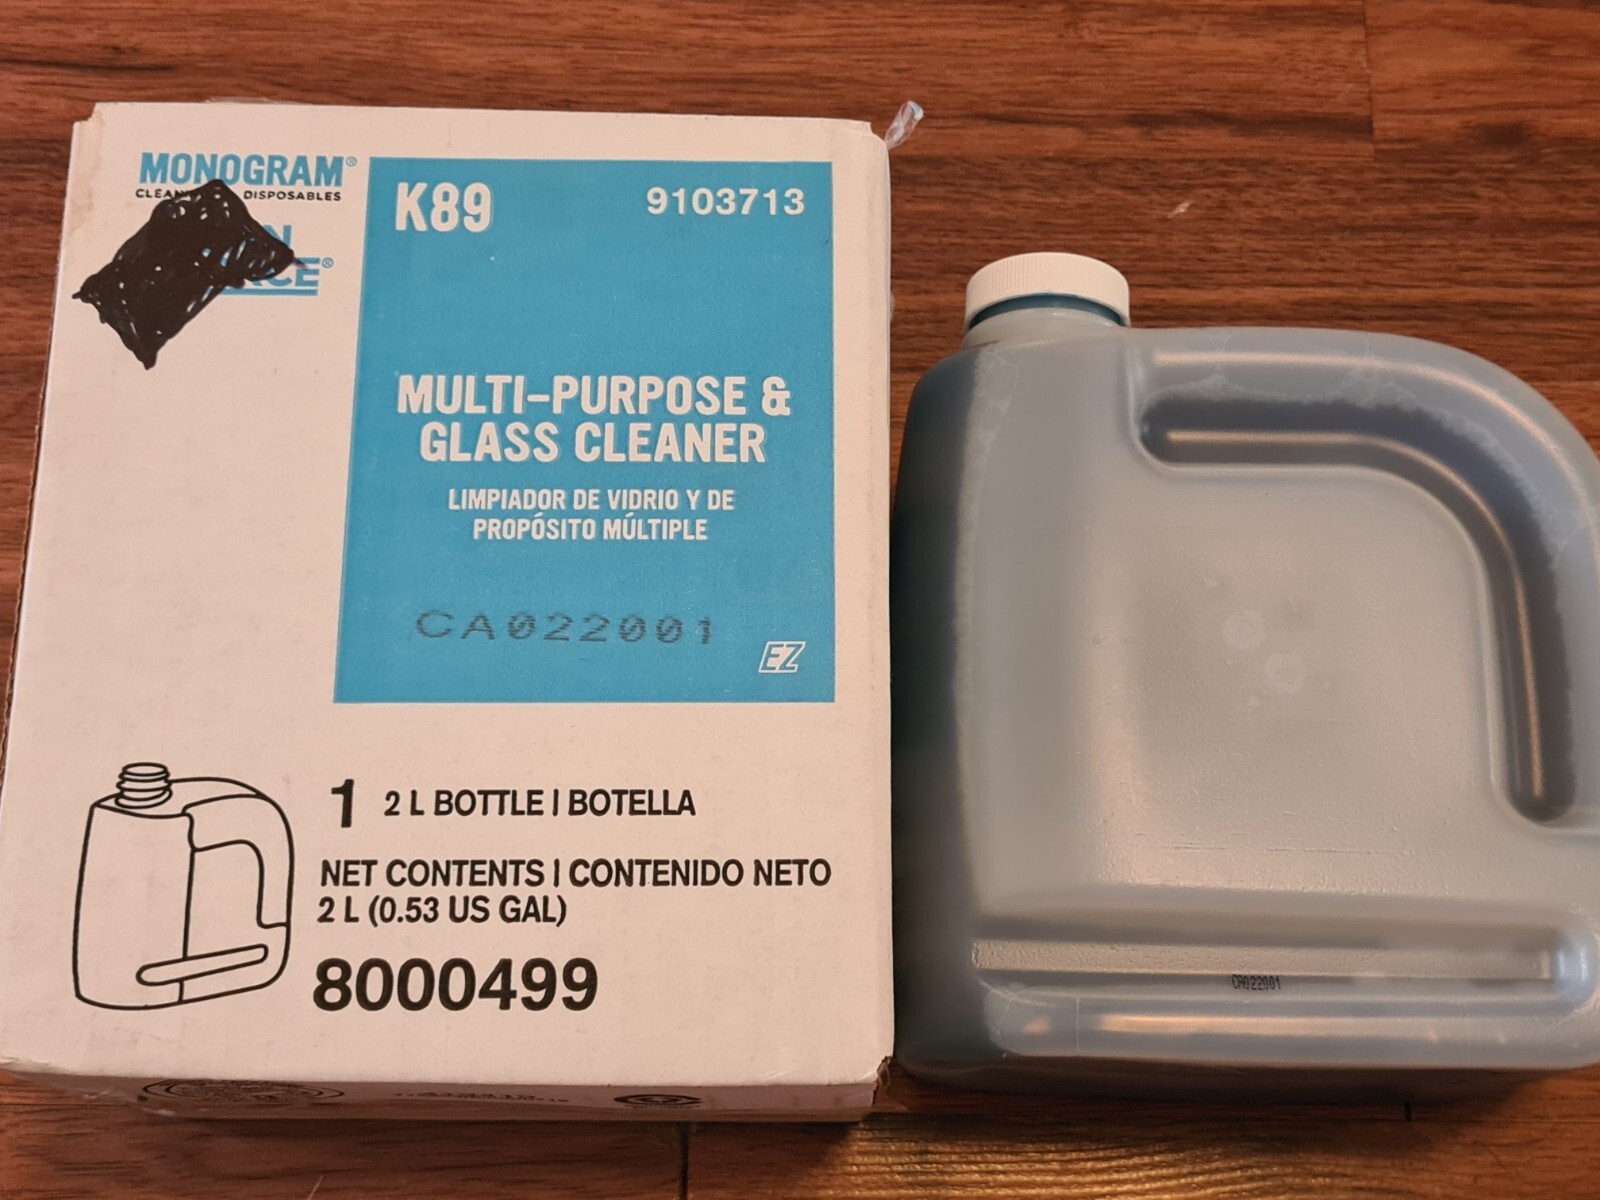 MONOGRAM®
DISPOSABLES
K89
9103713
MULTI-PURPOSE &
GLASS CLEANER
LIMPIADOR DE VIDRIO Y DE
PROPÓSITO MÚLTIPLE
CA022001
EZ
1 2 L BOTTLE | BOTELLA
NET CONTENTS | CONTENIDO NETO
2 L (0.53 US GAL)
8000499
CA022001